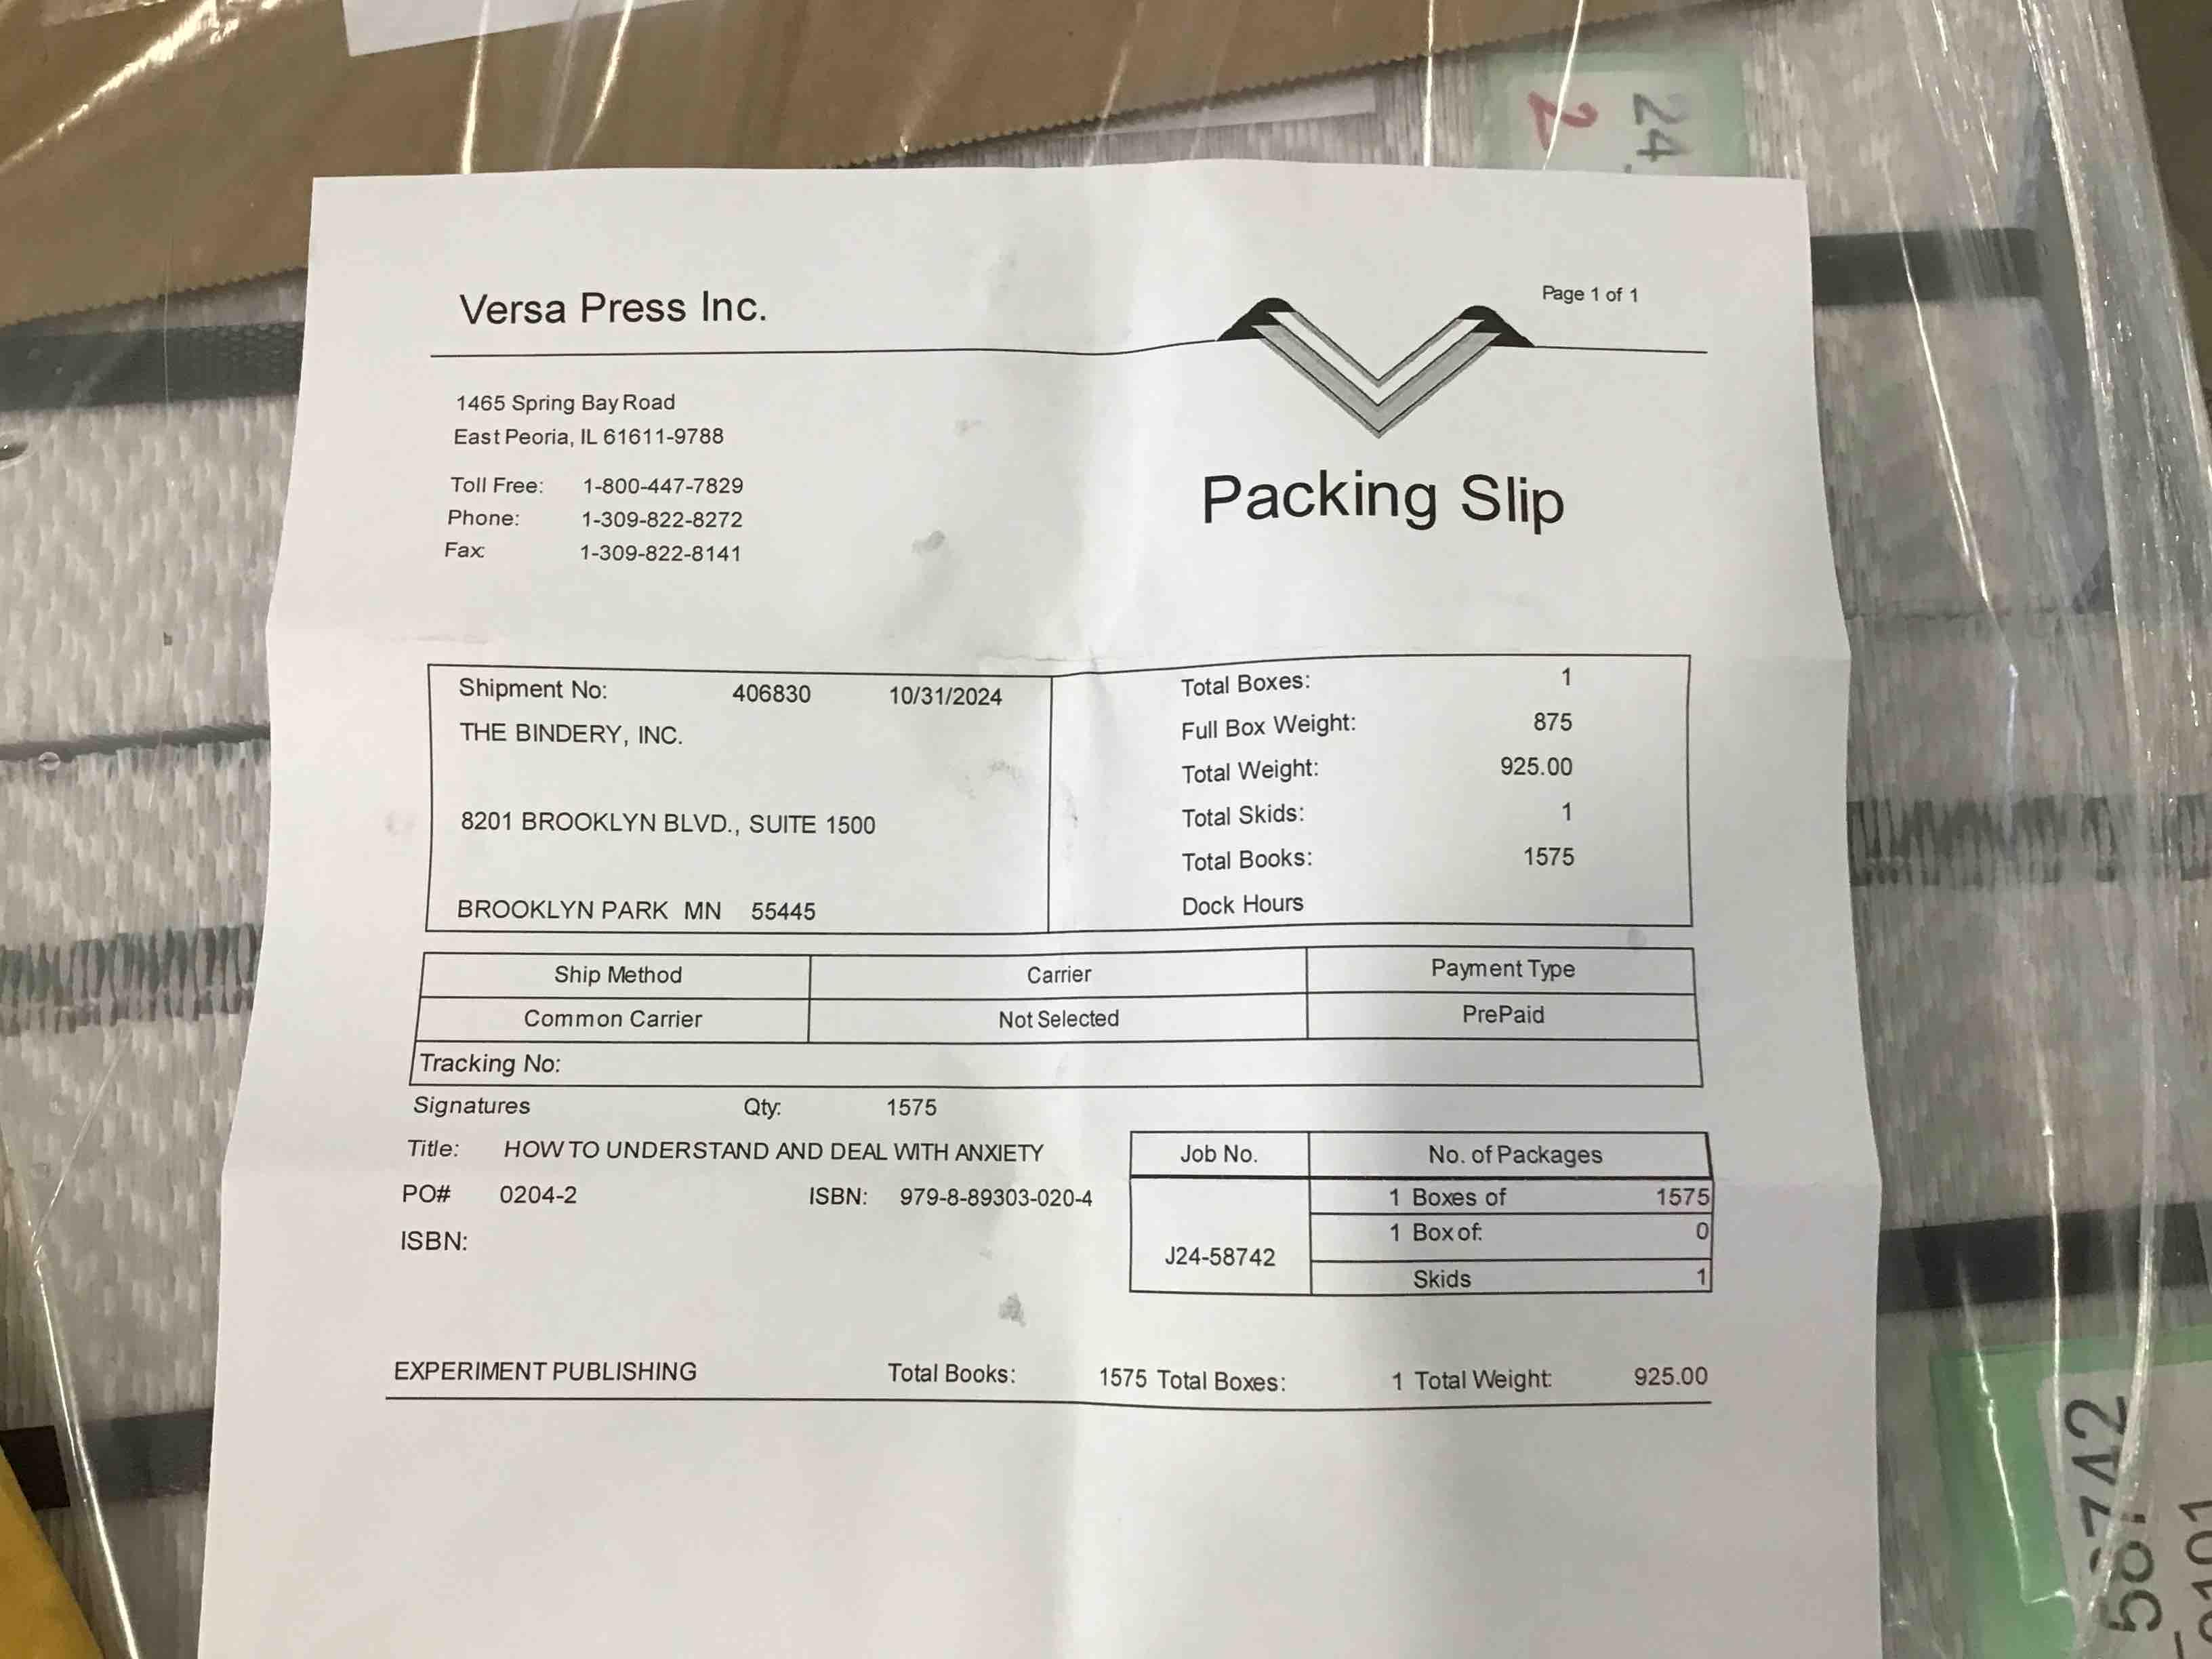 24.
2
Versa Press Inc.
Page 1 of 1
1465 Spring Bay Road
East Peoria, IL 61611-9788
Toll Free: 1-800-447-7829
Phone: 1-309-822-8272
Fax: 1-309-822-8141
Packing Slip
Shipment No: 406830 10/31/2024
THE BINDERY, INC.
8201 BROOKLYN BLVD., SUITE 1500
BROOKLYN PARK MN 55445
Total Boxes: 1
Full Box Weight: 875
Total Weight: 925.00
Total Skids: 1
Total Books: 1575
Dock Hours
Ship Method Carrier Payment Type
Common Carrier Not Selected PrePaid
Tracking No:
Signatures Qty: 1575
Title: HOW TO UNDERSTAND AND DEAL WITH ANXIETY
PO# 0204-2 ISBN: 979-8-89303-020-4
ISBN:
Job No. No. of Packages
J24-58742
1 Boxes of 1575
1 Box of: 0
Skids 1
EXPERIMENT PUBLISHING Total Books: 1575 Total Boxes: 1 Total Weight: 925.00
58742